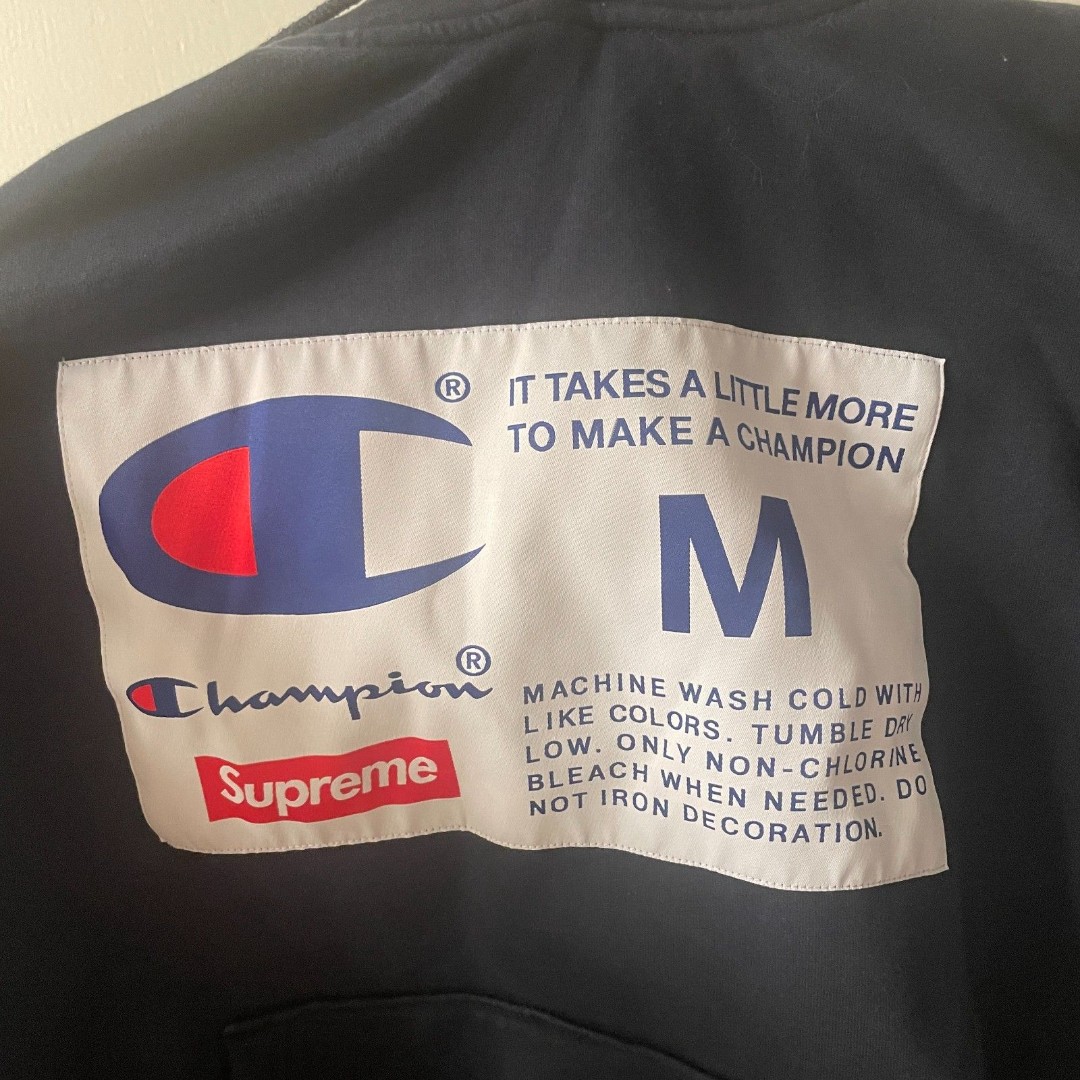 ®
IT TAKES A LITTLE MORE
TO MAKE A CHAMPION
M
Champion®
Supreme
MACHINE WASH COLD WITH
LIKE COLORS. TUMBLE DRY
LOW. ONLY NON-CHLORINE
BLEACH WHEN NEEDED. DO
NOT IRON DECORATION.